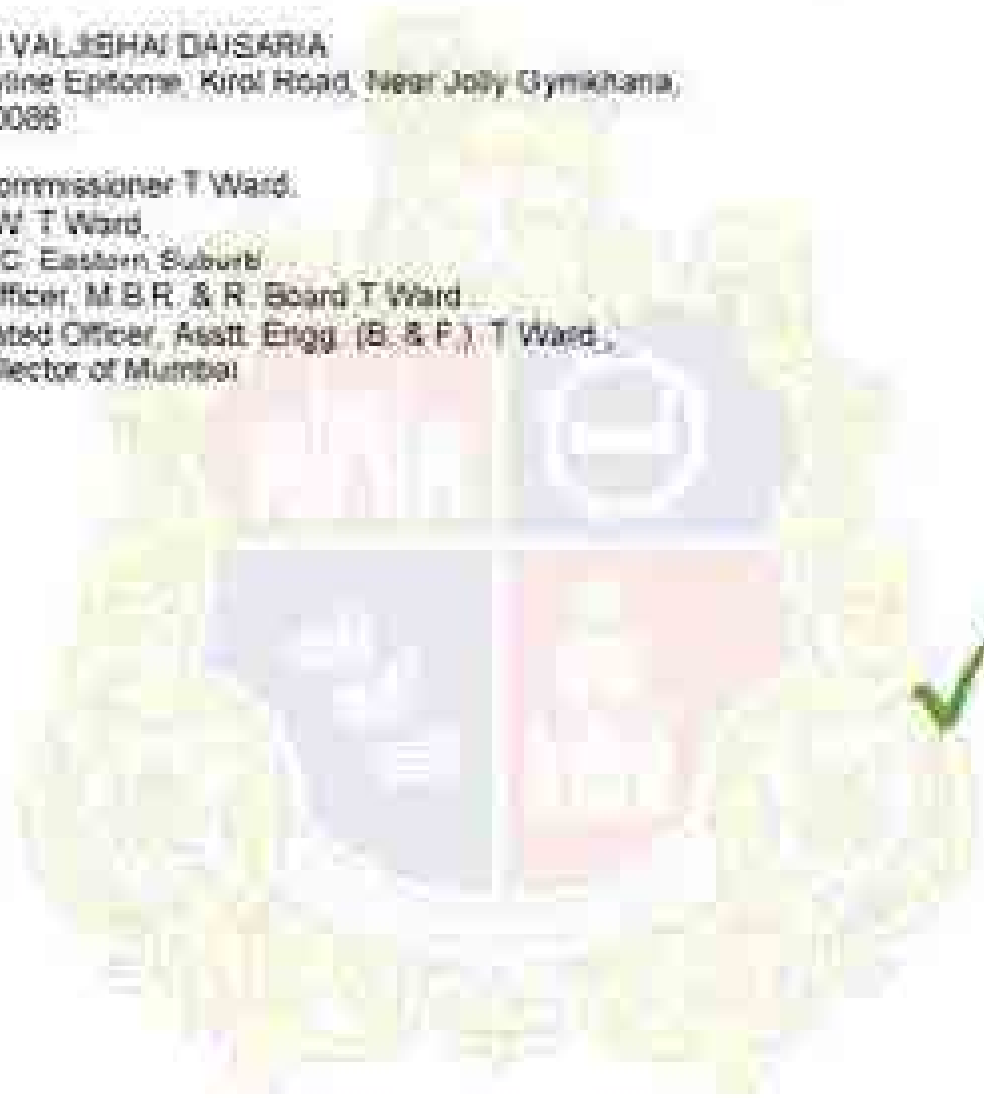 VALJIBHAI DAISARIA
yline Epitome, Kirol Road, Near Jolly Gymkhana,
0086
ommissioner T Ward.
W. T Ward,
C. Eastern Suburb
fficer, M.B.R. & R. Board T Ward
ated Officer, Asstt. Engg. (B. & F.) T Ward ,
llector of Mumbai